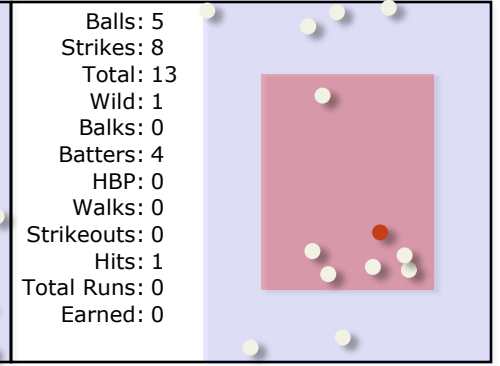 Balls: 5
Strikes: 8
Total: 13
Wild: 1
Balks: 0
Batters: 4
HBP: 0
Walks: 0
Strikeouts: 0
Hits: 1
Total Runs: 0
Earned: 0